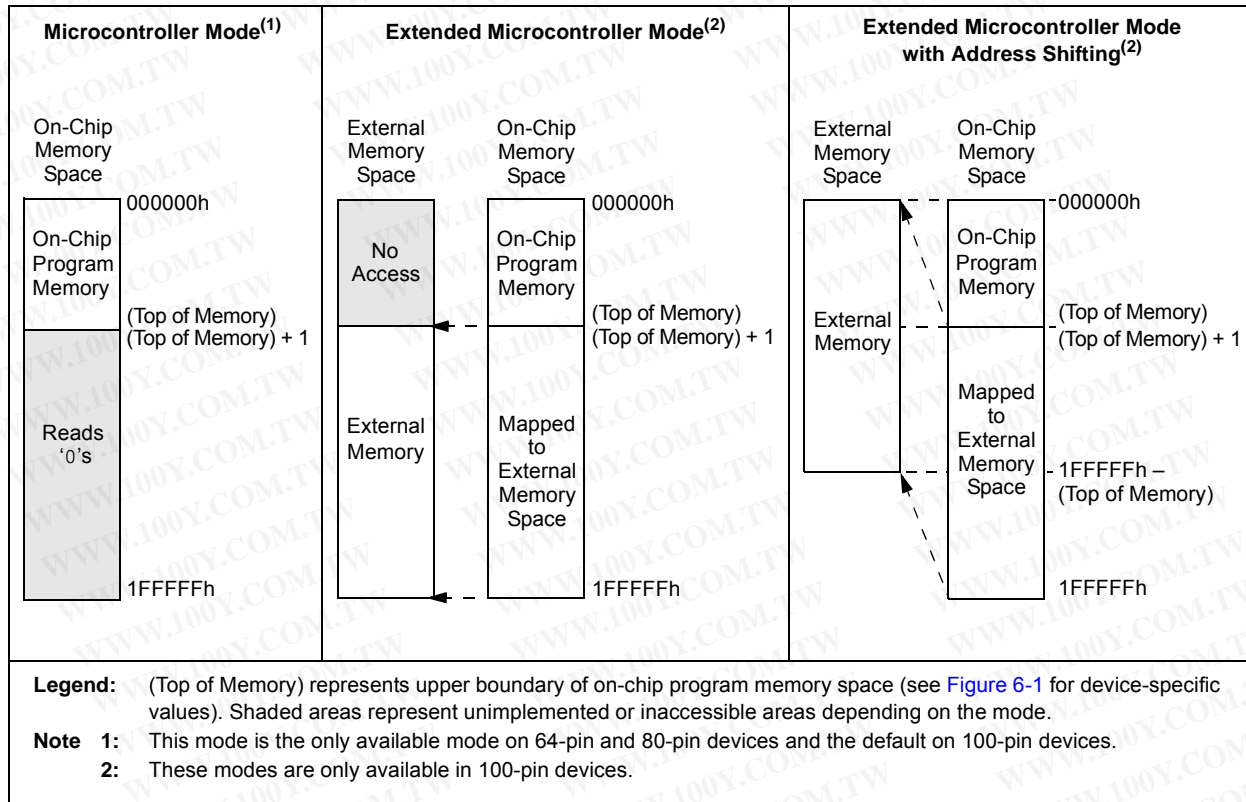 Microcontroller Mode(1)
On-Chip
Memory
Space
000000h
On-Chip
Program
Memory
(Top of Memory)
(Top of Memory) + 1
Reads
‘0’s
1FFFFFh
Extended Microcontroller Mode(2)
External
Memory
Space
On-Chip
Memory
Space
000000h
No
Access
On-Chip
Program
Memory
(Top of Memory)
(Top of Memory) + 1
External
Memory
Mapped
to
External
Memory
Space
1FFFFFh
Extended Microcontroller Mode
with Address Shifting(2)
External
Memory
Space
On-Chip
Memory
Space
000000h
On-Chip
Program
Memory
External
Memory
(Top of Memory)
(Top of Memory) + 1
Mapped
to
External
Memory
Space
1FFFFFh –
(Top of Memory)
1FFFFFh
Legend: (Top of Memory) represents upper boundary of on-chip program memory space (see Figure 6-1 for device-specific
values). Shaded areas represent unimplemented or inaccessible areas depending on the mode.
Note 1: This mode is the only available mode on 64-pin and 80-pin devices and the default on 100-pin devices.
2: These modes are only available in 100-pin devices.
WWW.100Y.COM.TW